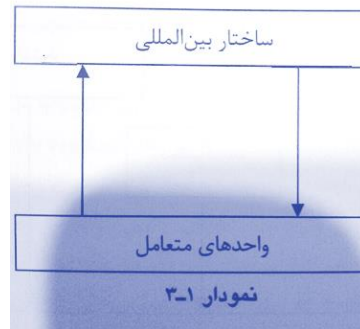 ساختار بین‌المللی
واحدهای متعامل
نمودار ۱ـ۳